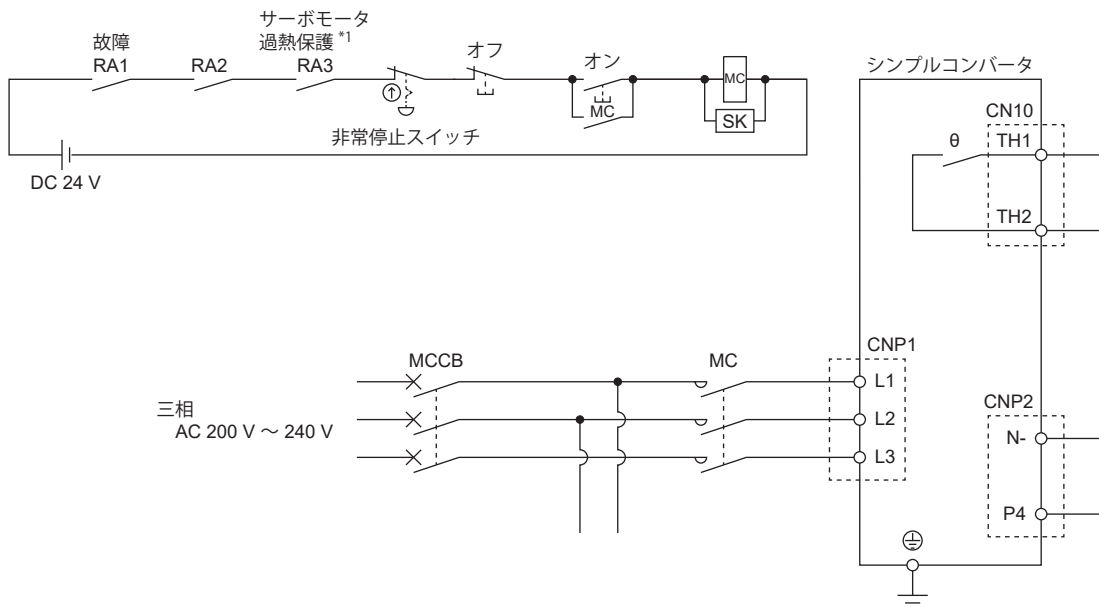 サーボモータ
過熱保護 *1
故障
RA1
RA2
RA3
オフ
オン
MC
MC
SK
非常停止スイッチ
DC 24 V
シンプルコンバータ
CN10
θ
TH1
TH2
MCCB
MC
CNP1
L1
L2
L3
三相
AC 200 V ～ 240 V
CNP2
N-
P4